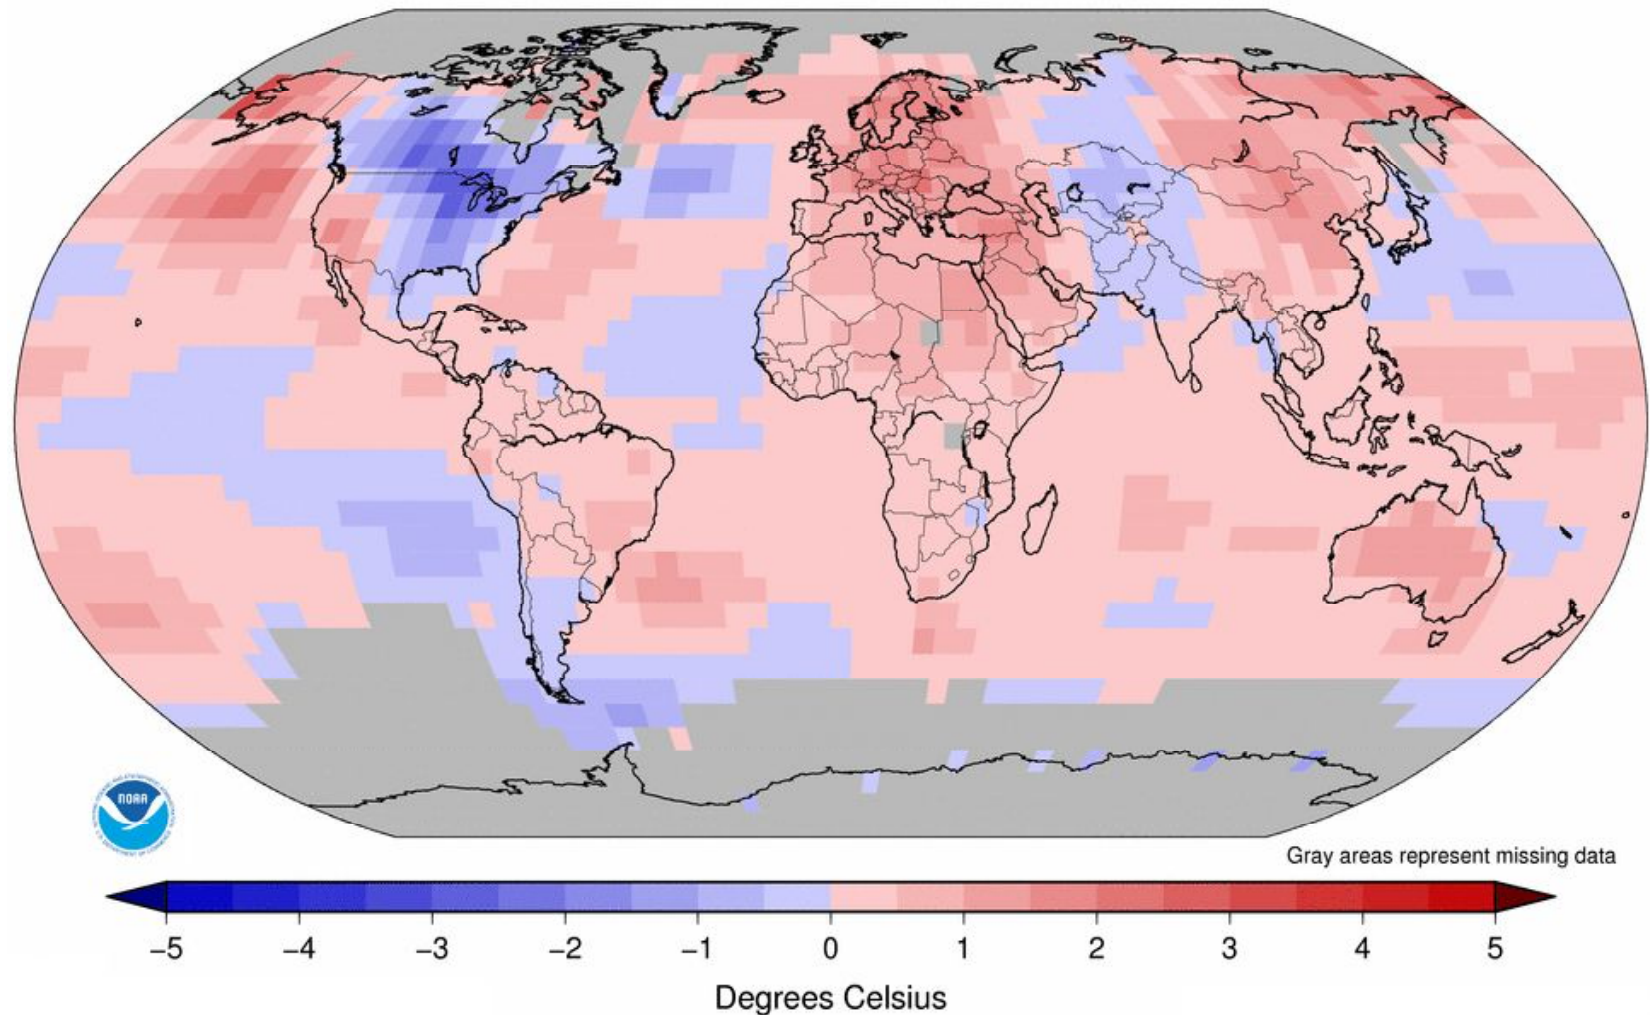 NOAA
Gray areas represent missing data
−5 −4 −3 −2 −1 0 1 2 3 4 5
Degrees Celsius